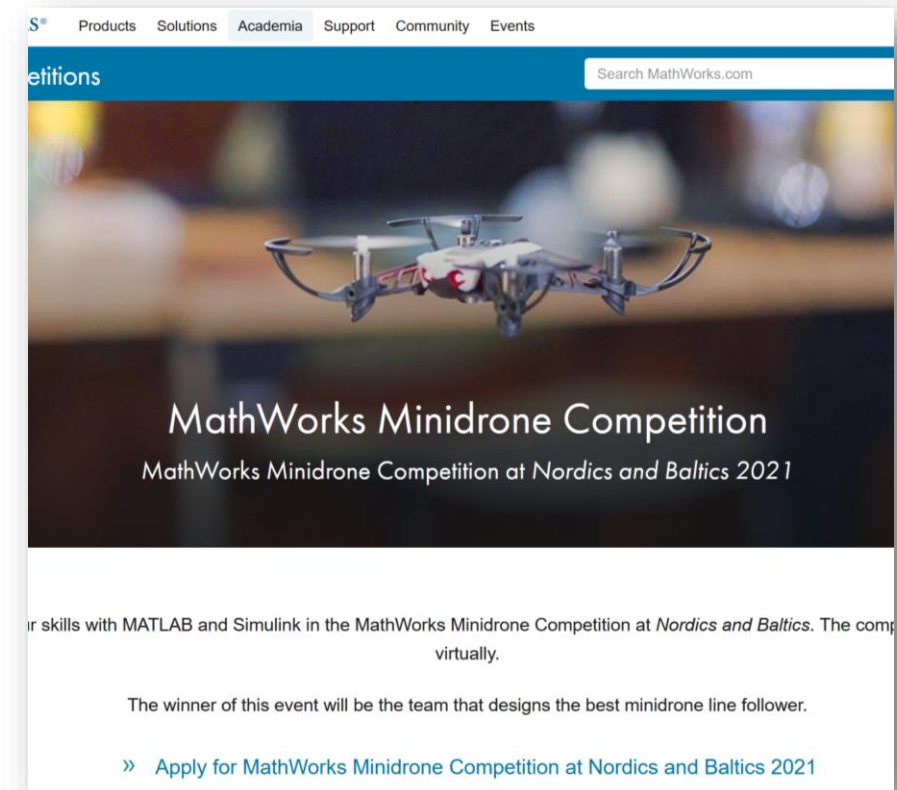 S® Products Solutions Academia Support Community Events
etitions
Search MathWorks.com
MathWorks Minidrone Competition
MathWorks Minidrone Competition at Nordics and Baltics 2021
r skills with MATLAB and Simulink in the MathWorks Minidrone Competition at Nordics and Baltics. The comp
virtually.
The winner of this event will be the team that designs the best minidrone line follower.
» Apply for MathWorks Minidrone Competition at Nordics and Baltics 2021